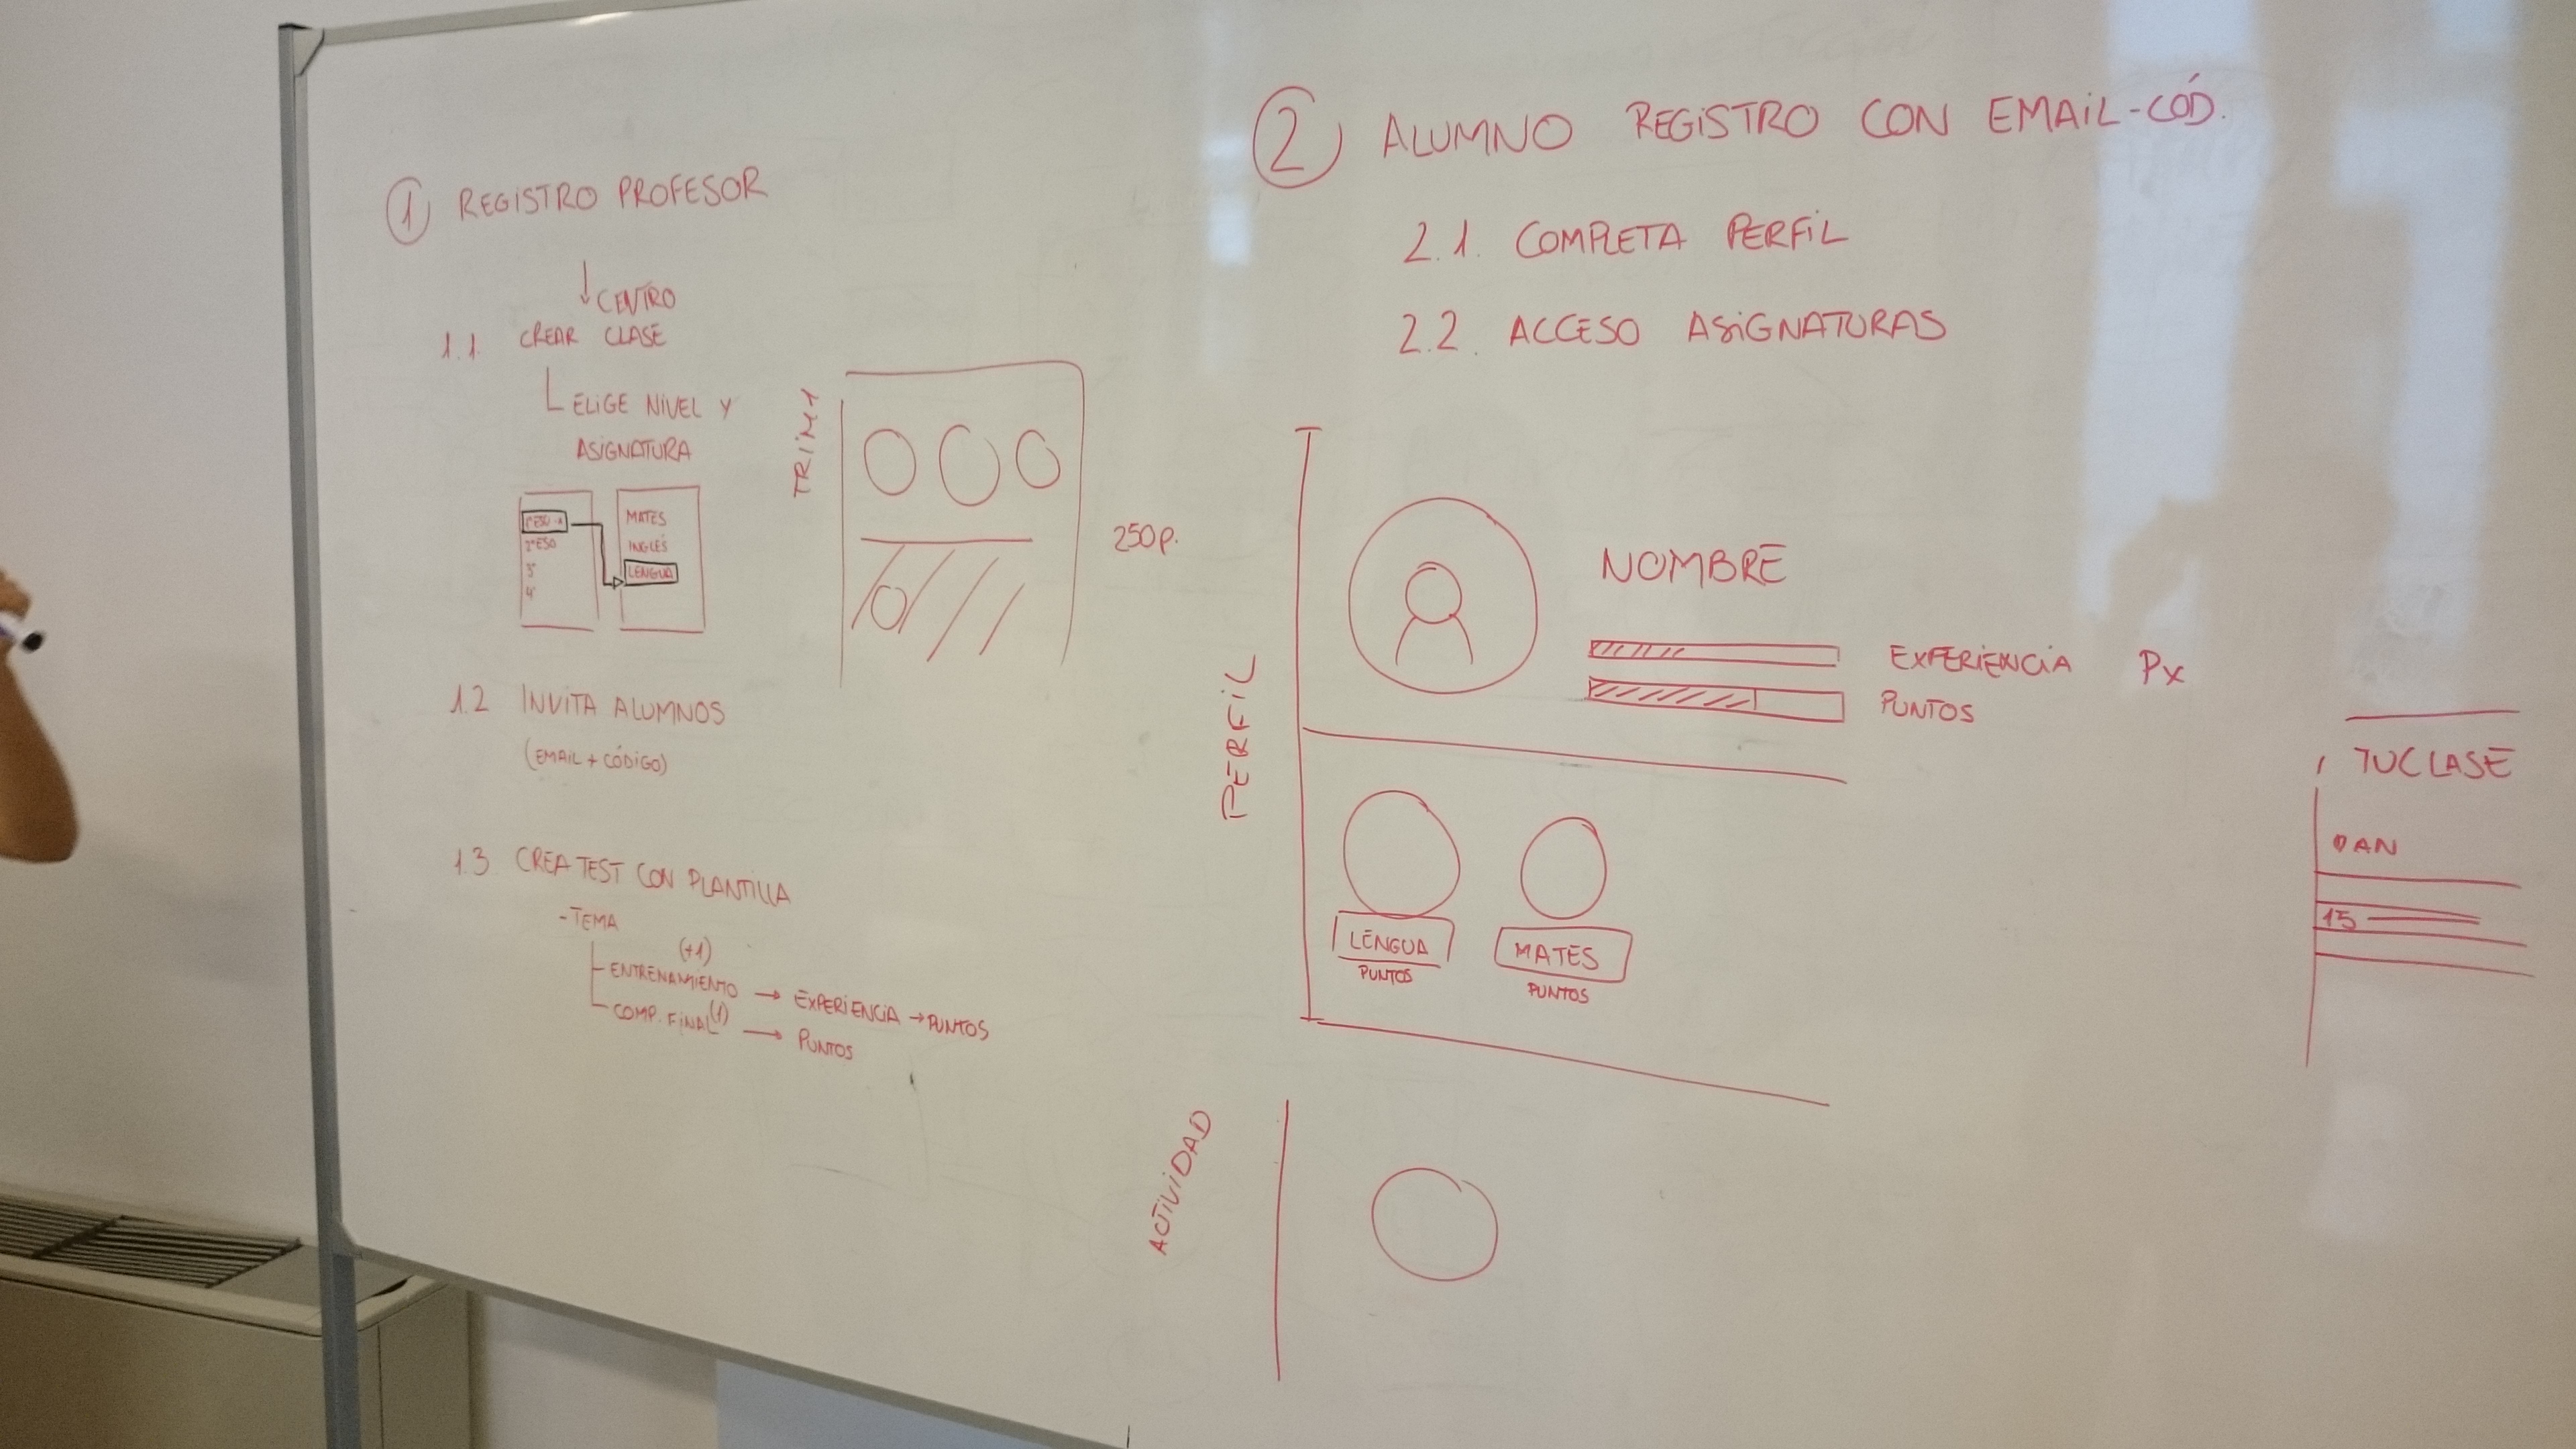 1 REGISTRO PROFESOR
CENTRO
1.1 CREAR CLASE
ELIGE NIVEL Y
ASIGNATURA
1º ESO-A
2º ESO
3º
4º
MATES
INGLÉS
LENGUA
1.2 INVITA ALUMNOS
(EMAIL + CÓDIGO)
1.3 CREA TEST CON PLANTILLA
- TEMA
(+1)
ENTRENAMIENTO → EXPERIENCIA → PUNTOS
COMP. FINAL (1) → PUNTOS
TRIM 1
250 p.
2 ALUMNO REGISTRO CON EMAIL-CÓD.
2.1. COMPLETA PERFIL
2.2. ACCESO ASIGNATURAS
PERFIL
NOMBRE
EXPERIENCIA Px
PUNTOS
LENGUA
PUNTOS
MATES
PUNTOS
ACTIVIDAD
TU CLASE
AN
15